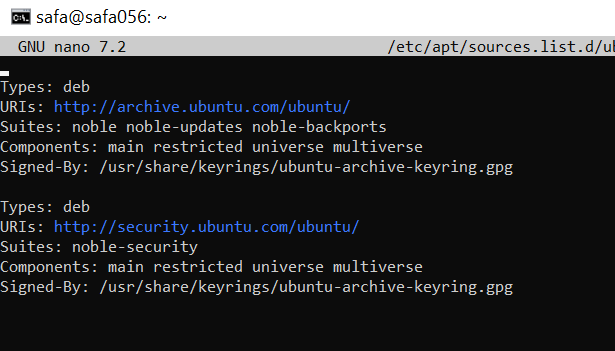 safa@safa056: ~
GNU nano 7.2 /etc/apt/sources.list.d/ub
Types: deb
URIs: http://archive.ubuntu.com/ubuntu/
Suites: noble noble-updates noble-backports
Components: main restricted universe multiverse
Signed-By: /usr/share/keyrings/ubuntu-archive-keyring.gpg
Types: deb
URIs: http://security.ubuntu.com/ubuntu/
Suites: noble-security
Components: main restricted universe multiverse
Signed-By: /usr/share/keyrings/ubuntu-archive-keyring.gpg